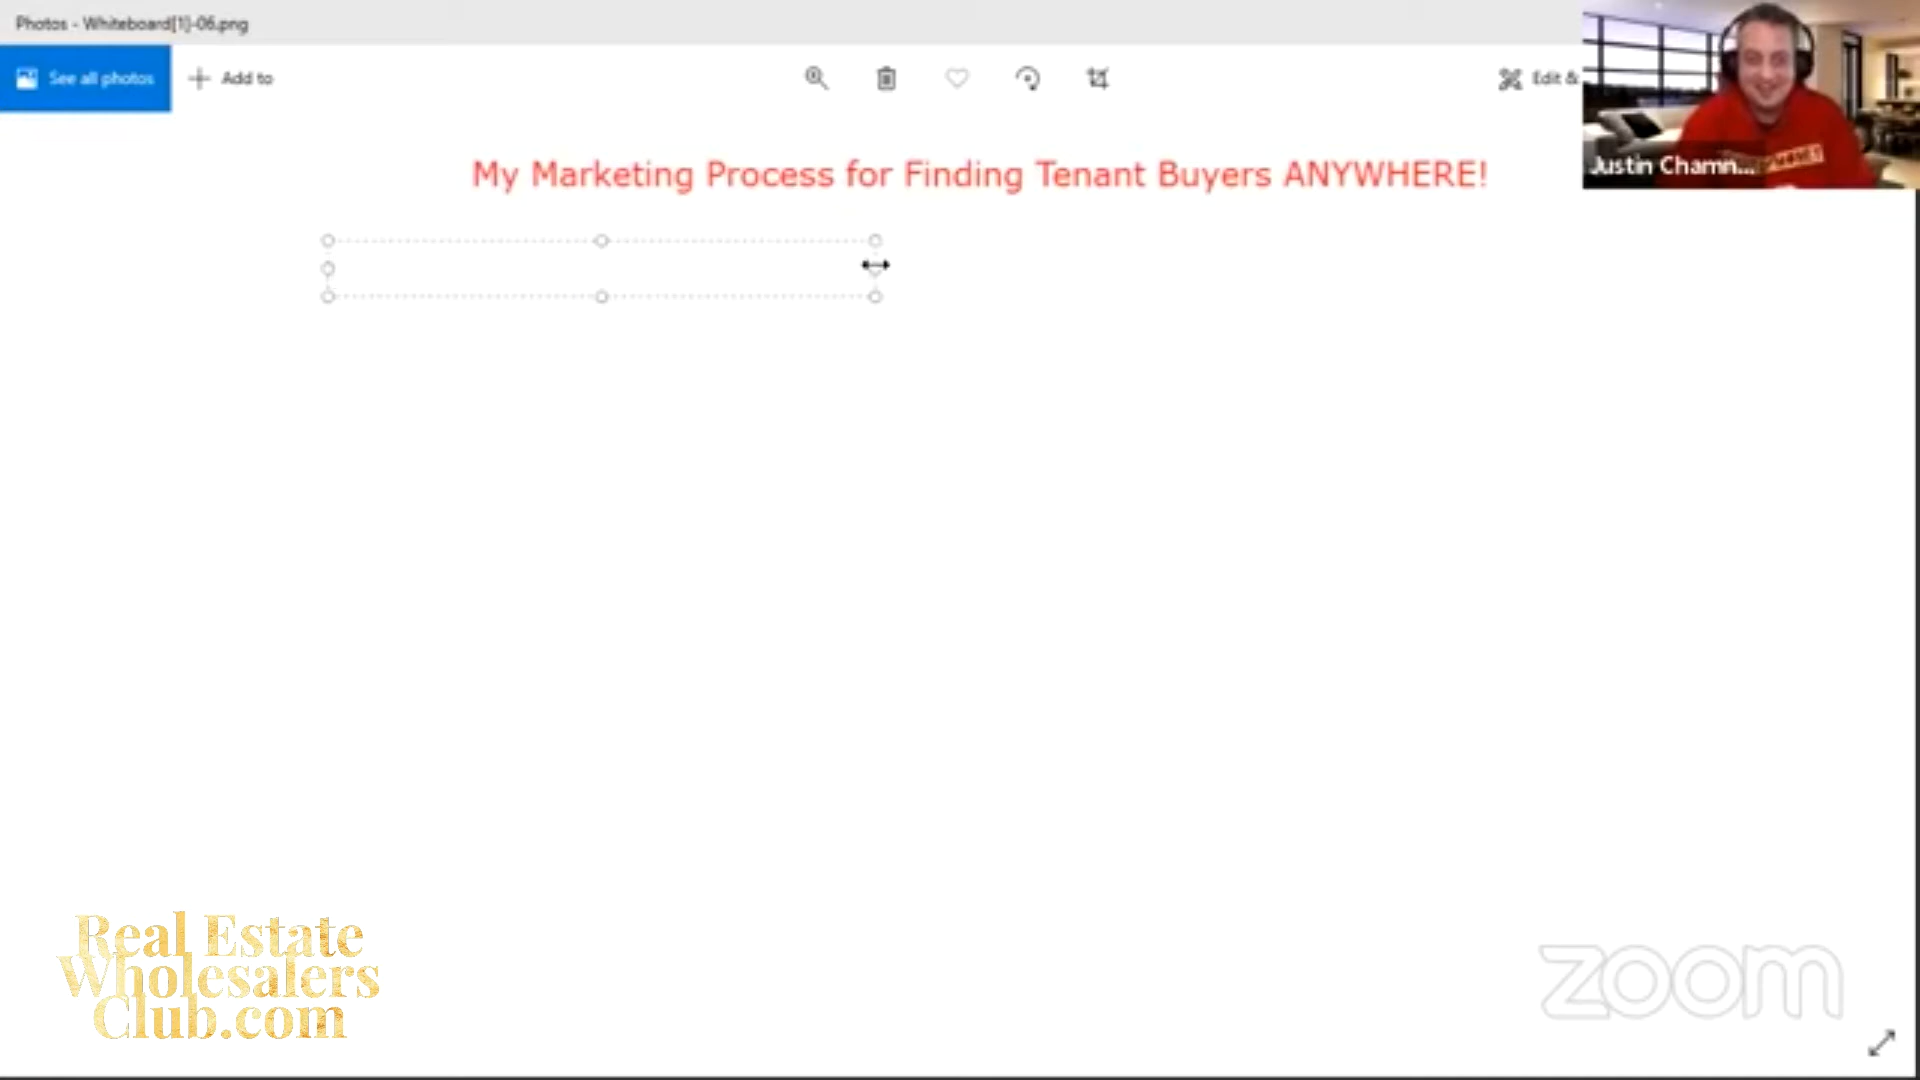 Photos - Whiteboard[1]-06.png
See all photos
Add to
Edit &
Justin Chamn...
My Marketing Process for Finding Tenant Buyers ANYWHERE!
Real Estate
Wholesalers
Club.com
zoom